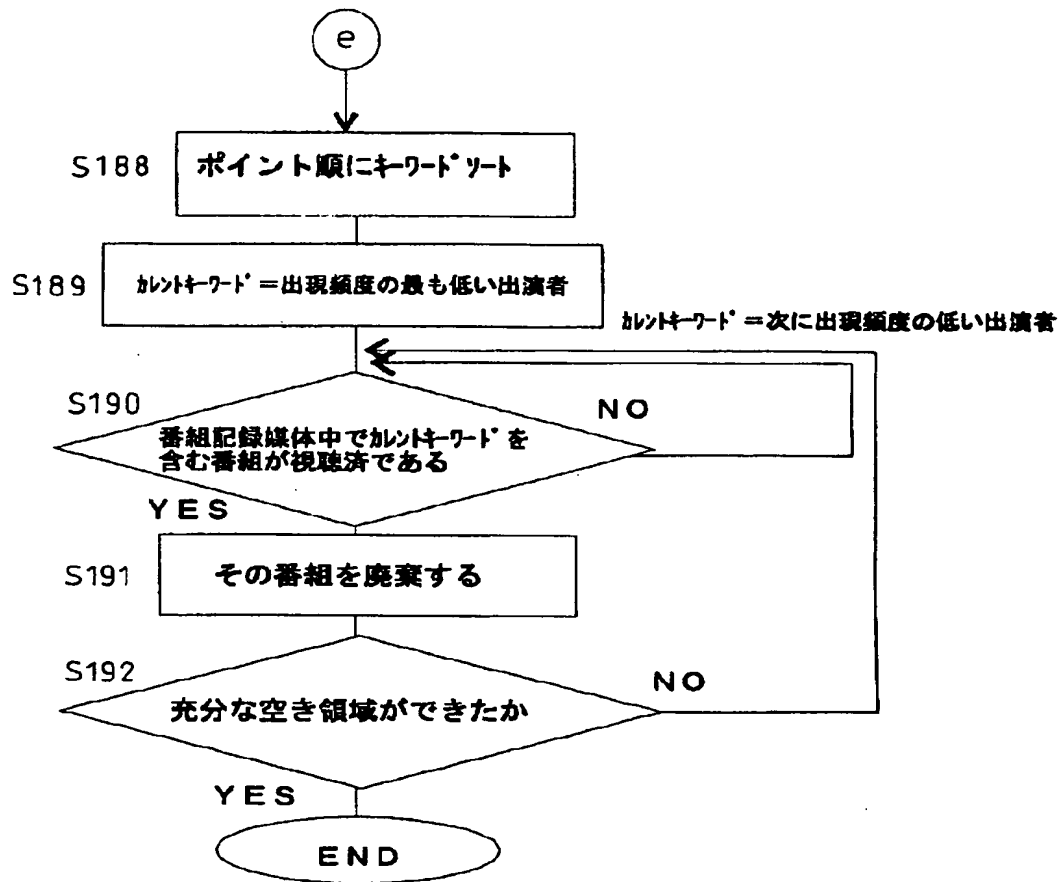 e
S188
ポイント順にｷｰﾜｰﾄﾞソート
S189
ｶﾚﾝﾄｷｰﾜｰﾄﾞ＝出現頻度の最も低い出演者
ｶﾚﾝﾄｷｰﾜｰﾄﾞ＝次に出現頻度の低い出演者
S190
NO
番組記録媒体中でｶﾚﾝﾄｷｰﾜｰﾄﾞを
含む番組が視聴済である
YES
S191
その番組を廃棄する
S192
NO
充分な空き領域ができたか
YES
END